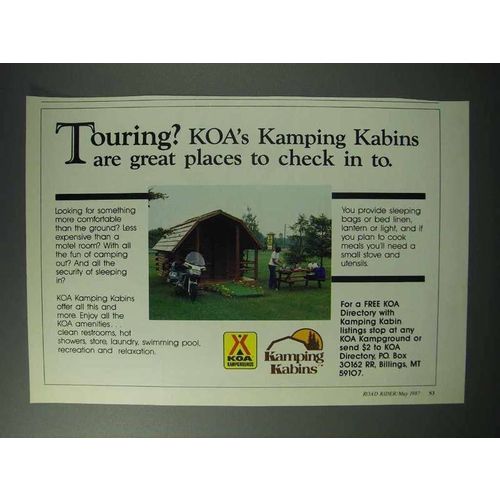 Touring? KOA's Kamping Kabins
are great places to check in to.
Looking for something
more comfortable
than the ground? Less
expensive than a
motel room? With all
the fun of camping
out? And all the
security of sleeping
in?
KOA Kamping Kabins
offer all this and
more. Enjoy all the
KOA amenities...
clean restrooms, hot
showers, store, laundry, swimming pool,
recreation and relaxation.
You provide sleeping
bags or bed linen,
lantern or light, and if
you plan to cook
meals you'll need a
small stove and
utensils.
For a FREE KOA
Directory with
Kamping Kabin
listings stop at any
KOA Kampground or
send $2 to KOA
Directory, P.O. Box
30162 RR, Billings, MT
59107.
KOA
KAMPGROUNDS
Kamping
Kabins
ROAD RIDER/May 1987 53